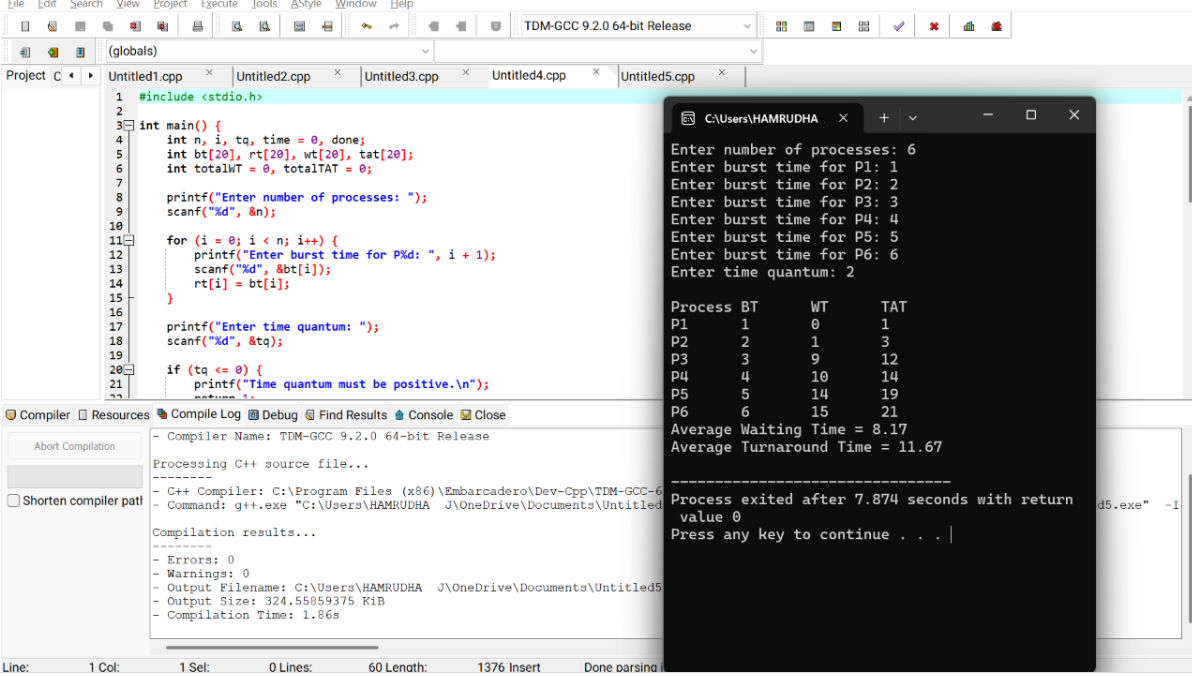 File Edit Search View Project Execute Tools AStyle Window Help
TDM-GCC 9.2.0 64-bit Release
(globals)
Project C
Untitled1.cpp × Untitled2.cpp × Untitled3.cpp × Untitled4.cpp × Untitled5.cpp ×
1 #include <stdio.h>
2
3 int main() {
4 int n, i, tq, time = 0, done;
5 int bt[20], rt[20], wt[20], tat[20];
6 int totalWT = 0, totalTAT = 0;
7
8 printf("Enter number of processes: ");
9 scanf("%d", &n);
10
11 for (i = 0; i < n; i++) {
12 printf("Enter burst time for P%d: ", i + 1);
13 scanf("%d", &bt[i]);
14 rt[i] = bt[i];
15 }
16
17 printf("Enter time quantum: ");
18 scanf("%d", &tq);
19
20 if (tq <= 0) {
21 printf("Time quantum must be positive.\n");
Compiler Resources Compile Log Debug Find Results Console Close
Abort Compilation
Shorten compiler path
- Compiler Name: TDM-GCC 9.2.0 64-bit Release
Processing C++ source file...
--------
- C++ Compiler: C:\Program Files (x86)\Embarcadero\Dev-Cpp\TDM-GCC-6
- Command: g++.exe "C:\Users\HAMRUDHA J\OneDrive\Documents\Untitled
d5.exe" -I
Compilation results...
--------
- Errors: 0
- Warnings: 0
- Output Filename: C:\Users\HAMRUDHA J\OneDrive\Documents\Untitled5
- Output Size: 324.55859375 KiB
- Compilation Time: 1.86s
Line: 1 Col: 1 Sel: 0 Lines: 60 Length: 1376 Insert Done parsing
C:\Users\HAMRUDHA
Enter number of processes: 6
Enter burst time for P1: 1
Enter burst time for P2: 2
Enter burst time for P3: 3
Enter burst time for P4: 4
Enter burst time for P5: 5
Enter burst time for P6: 6
Enter time quantum: 2
Process BT WT TAT
P1 1 0 1
P2 2 1 3
P3 3 9 12
P4 4 10 14
P5 5 14 19
P6 6 15 21
Average Waiting Time = 8.17
Average Turnaround Time = 11.67
--------------------------------
Process exited after 7.874 seconds with return
value 0
Press any key to continue . . .